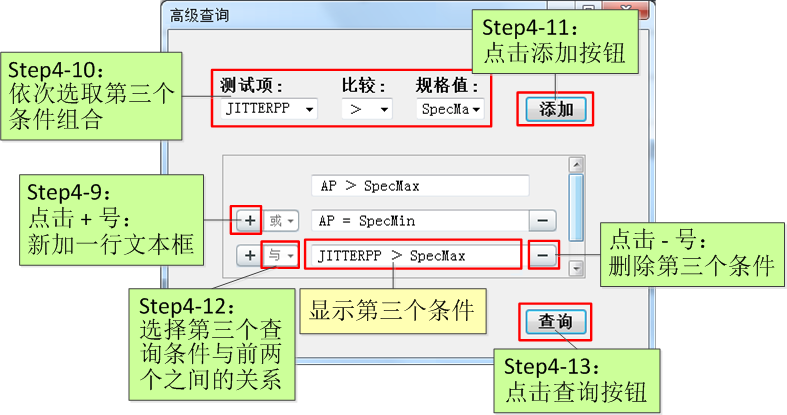 高级查询
Step4-11：
点击添加按钮
Step4-10：
依次选取第三个
条件组合
测试项： 比较： 规格值：
JITTERPP > SpecMa
添加
AP > SpecMax
Step4-9：
点击 + 号：
新加一行文本框
+ 或 AP = SpecMin −
+ 与 JITTERPP > SpecMax −
点击 - 号：
删除第三个条件
Step4-12：
选择第三个查
询条件与前两
个之间的关系
显示第三个条件
查询
Step4-13：
点击查询按钮